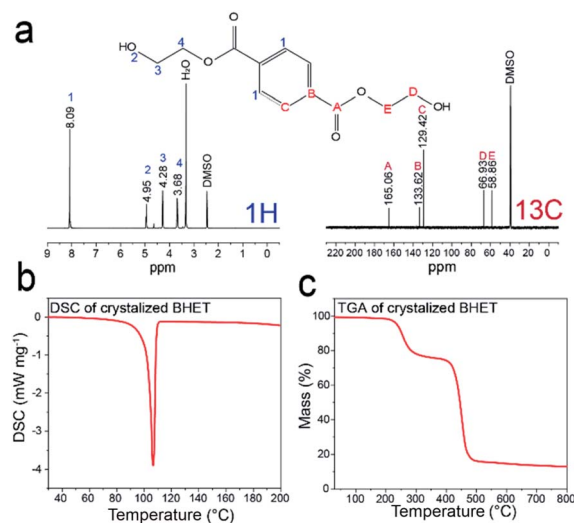 a
O
HO
2
3
4
O
1
1
C
B
A
O
O
E
D
OH
1
8.09
2
4.95
3
4.28
4
3.68
H₂O
DMSO
1H
9 8 7 6 5 4 3 2 1 0
ppm
A
165.06
B
133.62
C
129.42
D
66.93
E
58.86
DMSO
13C
220 200 180 160 140 120 100 80 60 40 20 0
ppm
b
DSC of crystalized BHET
DSC (mW mg⁻¹)
0
-1
-2
-3
-4
40 80 120 160 200
Temperature (°C)
c
TGA of crystalized BHET
Mass (%)
100
80
60
40
20
0
100 200 300 400 500 600 700 800
Temperature (°C)